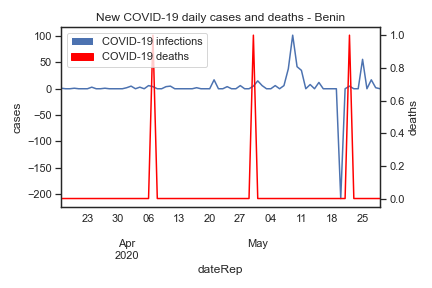 New COVID-19 daily cases and deaths - Benin
COVID-19 infections
COVID-19 deaths
cases
100
50
0
−50
−100
−150
−200
deaths
1.0
0.8
0.6
0.4
0.2
0.0
23 30 06 13 20 27 04 11 18 25
Apr May
2020
dateRep